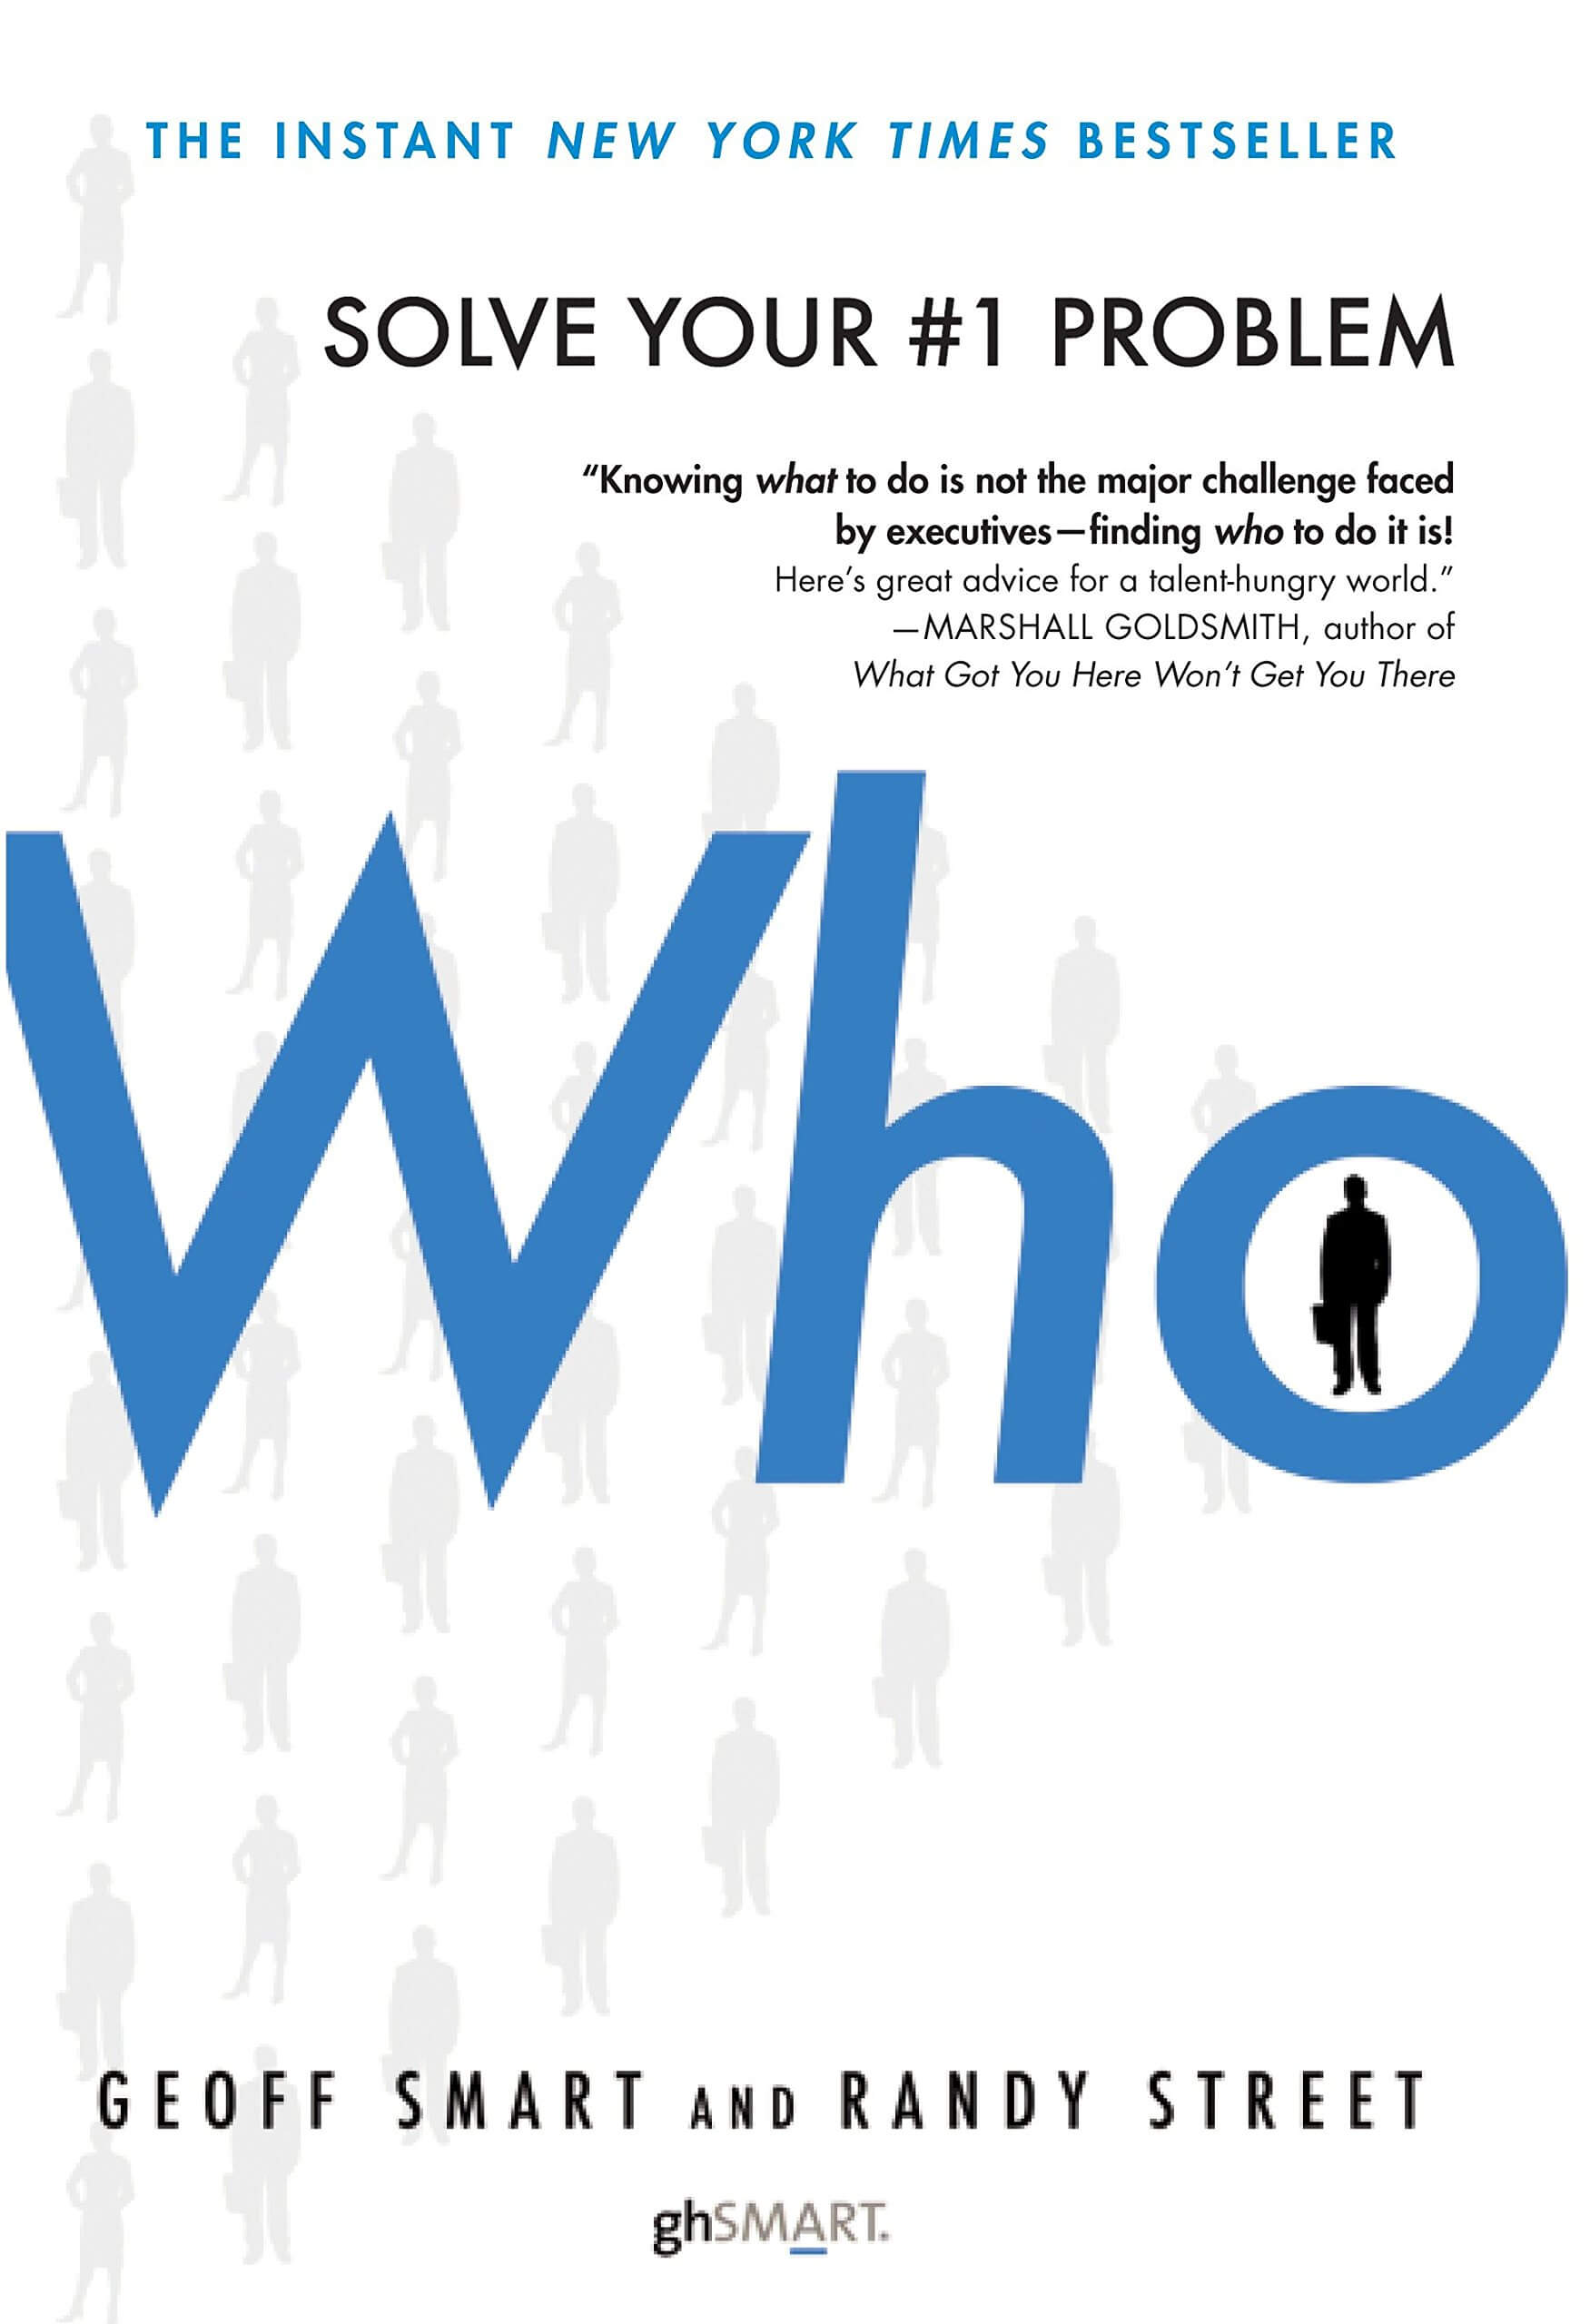 THE INSTANT NEW YORK TIMES BESTSELLER
SOLVE YOUR #1 PROBLEM
“Knowing what to do is not the major challenge faced
by executives—finding who to do it is!
Here’s great advice for a talent-hungry world.”
—MARSHALL GOLDSMITH, author of
What Got You Here Won’t Get You There
Who
GEOFF SMART AND RANDY STREET
ghSMART.